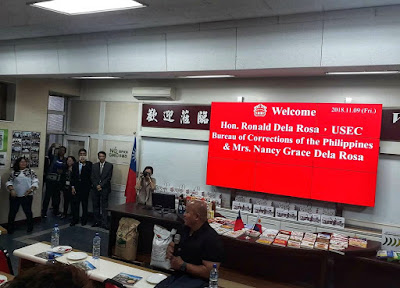 歡迎蒞臨
2018.11.09 (Fri.)
Welcome
Hon. Ronald Dela Rosa, USEC
Bureau of Corrections of the Philippines
& Mrs. Nancy Grace Dela Rosa